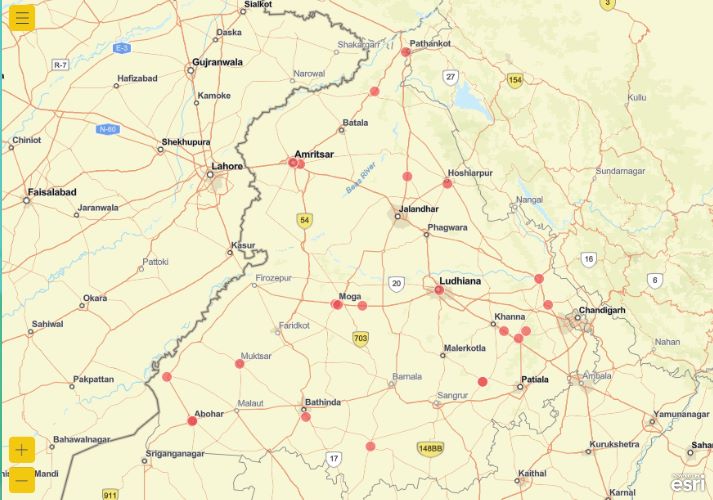 Sialkot
3
Daska
Shakargarh
Pathankot
E-3
R-7
Gujranwala
Narowal
27
154
Hafizabad
Kamoke
Kullu
N-60
Batala
Chiniot
Shekhupura
Amritsar
Lahore
Beas River
Hoshiarpur
Sundarnagar
Faisalabad
Nangal
Jaranwala
54
Jalandhar
Phagwara
Kasur
Pattoki
16
Firozepur
20
Ludhiana
6
Okara
Moga
Chandigarh
Sahiwal
Faridkot
Khanna
703
Nahan
Malerkotla
Muktsar
Pakpattan
Barnala
Patiala
Ambala
Malaut
Bathinda
Sangrur
Abohar
Yamunanagar
Bahawalnagar
148BB
Kurukshetra
Sriganganagar
17
Saha
Mandi
Kaithal
911
Karnal
esri